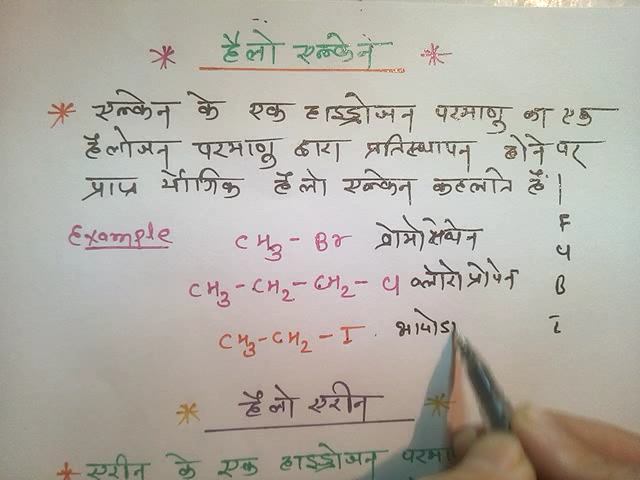 हैलो एल्केन
* एल्केन के एक हाइड्रोजन परमाणु का एक
हैलोजन परमाणु द्वारा प्रतिस्थापन होने पर
प्राप्त यौगिक हैलो एल्केन कहलाते हैं।
Example CH₃ - Br ब्रोमोमेथेन
CH₃-CH₂-CH₂-Cl क्लोरो प्रोपेन
CH₃-CH₂-I आयोडा
F
Cl
B
I
हैलो एरीन
* एरीन के एक हाइड्रोजन परमा